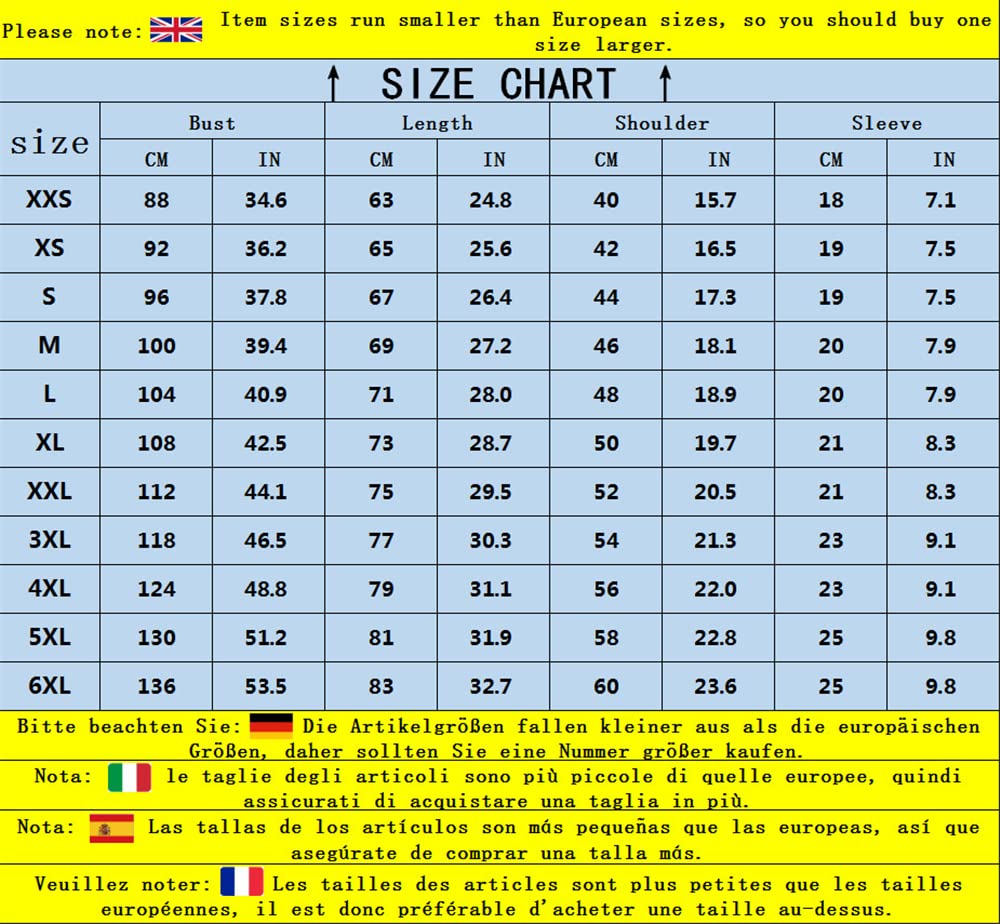 Please note: Item sizes run smaller than European sizes, so you should buy one
size larger.
↑ SIZE CHART ↑
size Bust Length Shoulder Sleeve
CM IN CM IN CM IN CM IN
XXS 88 34.6 63 24.8 40 15.7 18 7.1
XS 92 36.2 65 25.6 42 16.5 19 7.5
S 96 37.8 67 26.4 44 17.3 19 7.5
M 100 39.4 69 27.2 46 18.1 20 7.9
L 104 40.9 71 28.0 48 18.9 20 7.9
XL 108 42.5 73 28.7 50 19.7 21 8.3
XXL 112 44.1 75 29.5 52 20.5 21 8.3
3XL 118 46.5 77 30.3 54 21.3 23 9.1
4XL 124 48.8 79 31.1 56 22.0 23 9.1
5XL 130 51.2 81 31.9 58 22.8 25 9.8
6XL 136 53.5 83 32.7 60 23.6 25 9.8
Bitte beachten Sie: Die Artikelgrößen fallen kleiner aus als die europäischen
Größen, daher sollten Sie eine Nummer größer kaufen.
Nota: le taglie degli articoli sono più piccole di quelle europee, quindi
assicurati di acquistare una taglia in più.
Nota: Las tallas de los artículos son más pequeñas que las europeas, así que
asegúrate de comprar una talla más.
Veuillez noter: Les tailles des articles sont plus petites que les tailles
européennes, il est donc préférable d'acheter une taille au-dessus.